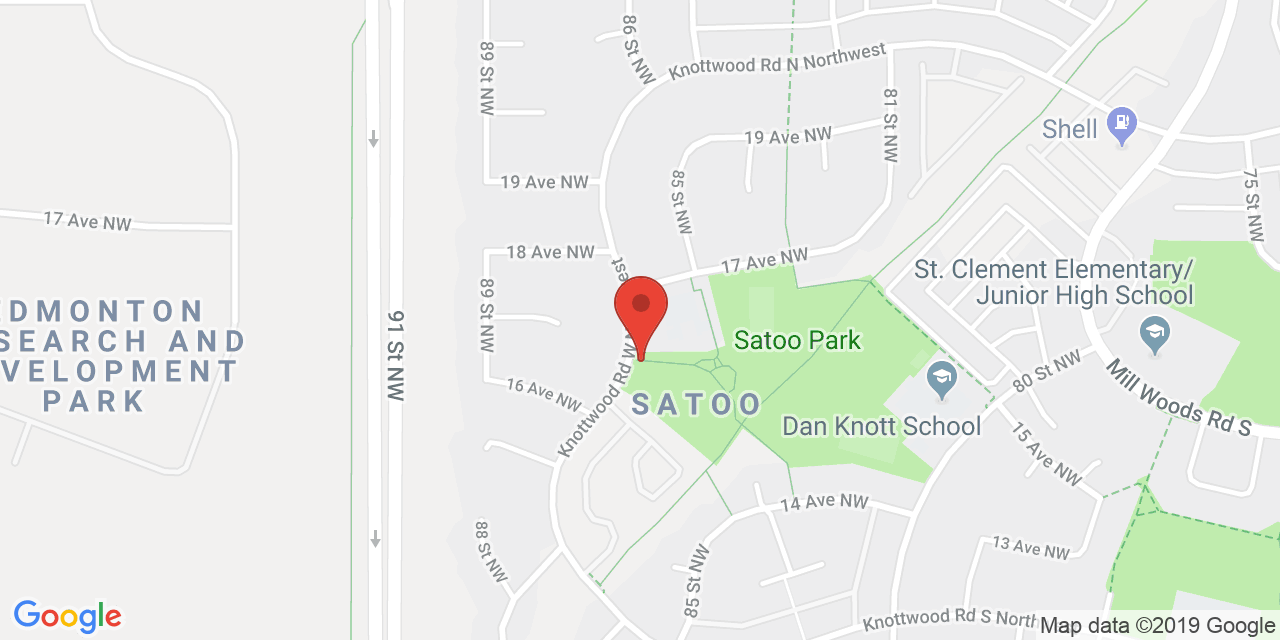 86 St NW
89 St NW
Knottwood Rd N Northwest
81 St NW
Shell
19 Ave NW
19 Ave NW
85 St NW
75 St NW
17 Ave NW
18 Ave NW
17 Ave NW
St. Clement Elementary/
Junior High School
89 St NW
91 St NW
EDMONTON
SEARCH AND
VELOPMENT
PARK
Satoo Park
80 St NW
Mill Woods Rd S
16 Ave NW
SATOO
Knottwood Rd W N
est
Dan Knott School
15 Ave NW
14 Ave NW
88 St NW
85 St NW
13 Ave NW
Knottwood Rd S North
Google
Map data ©2019 Google